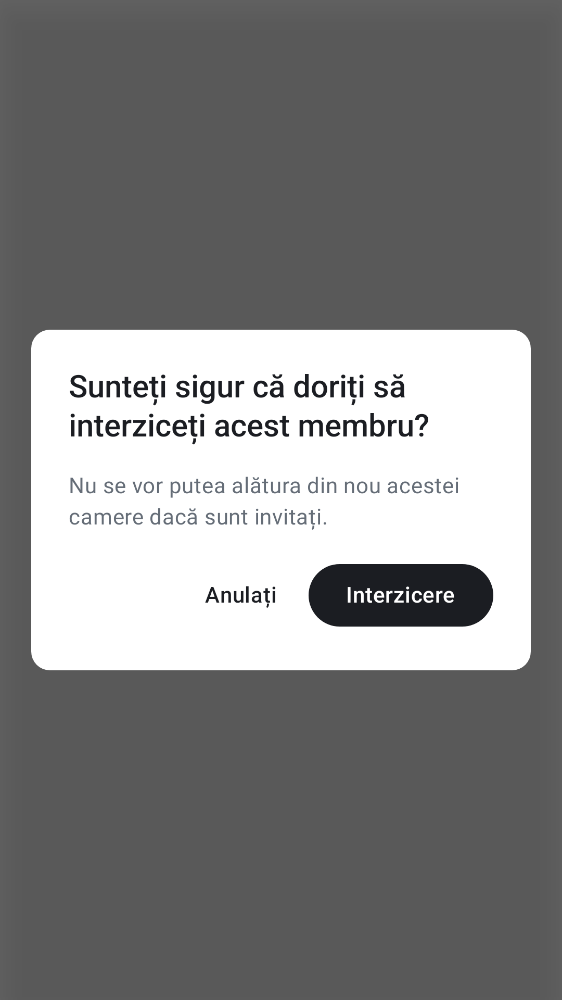 Sunteți sigur că doriți să
interziceți acest membru?
Nu se vor putea alătura din nou acestei
camere dacă sunt invitați.
Anulați
Interzicere